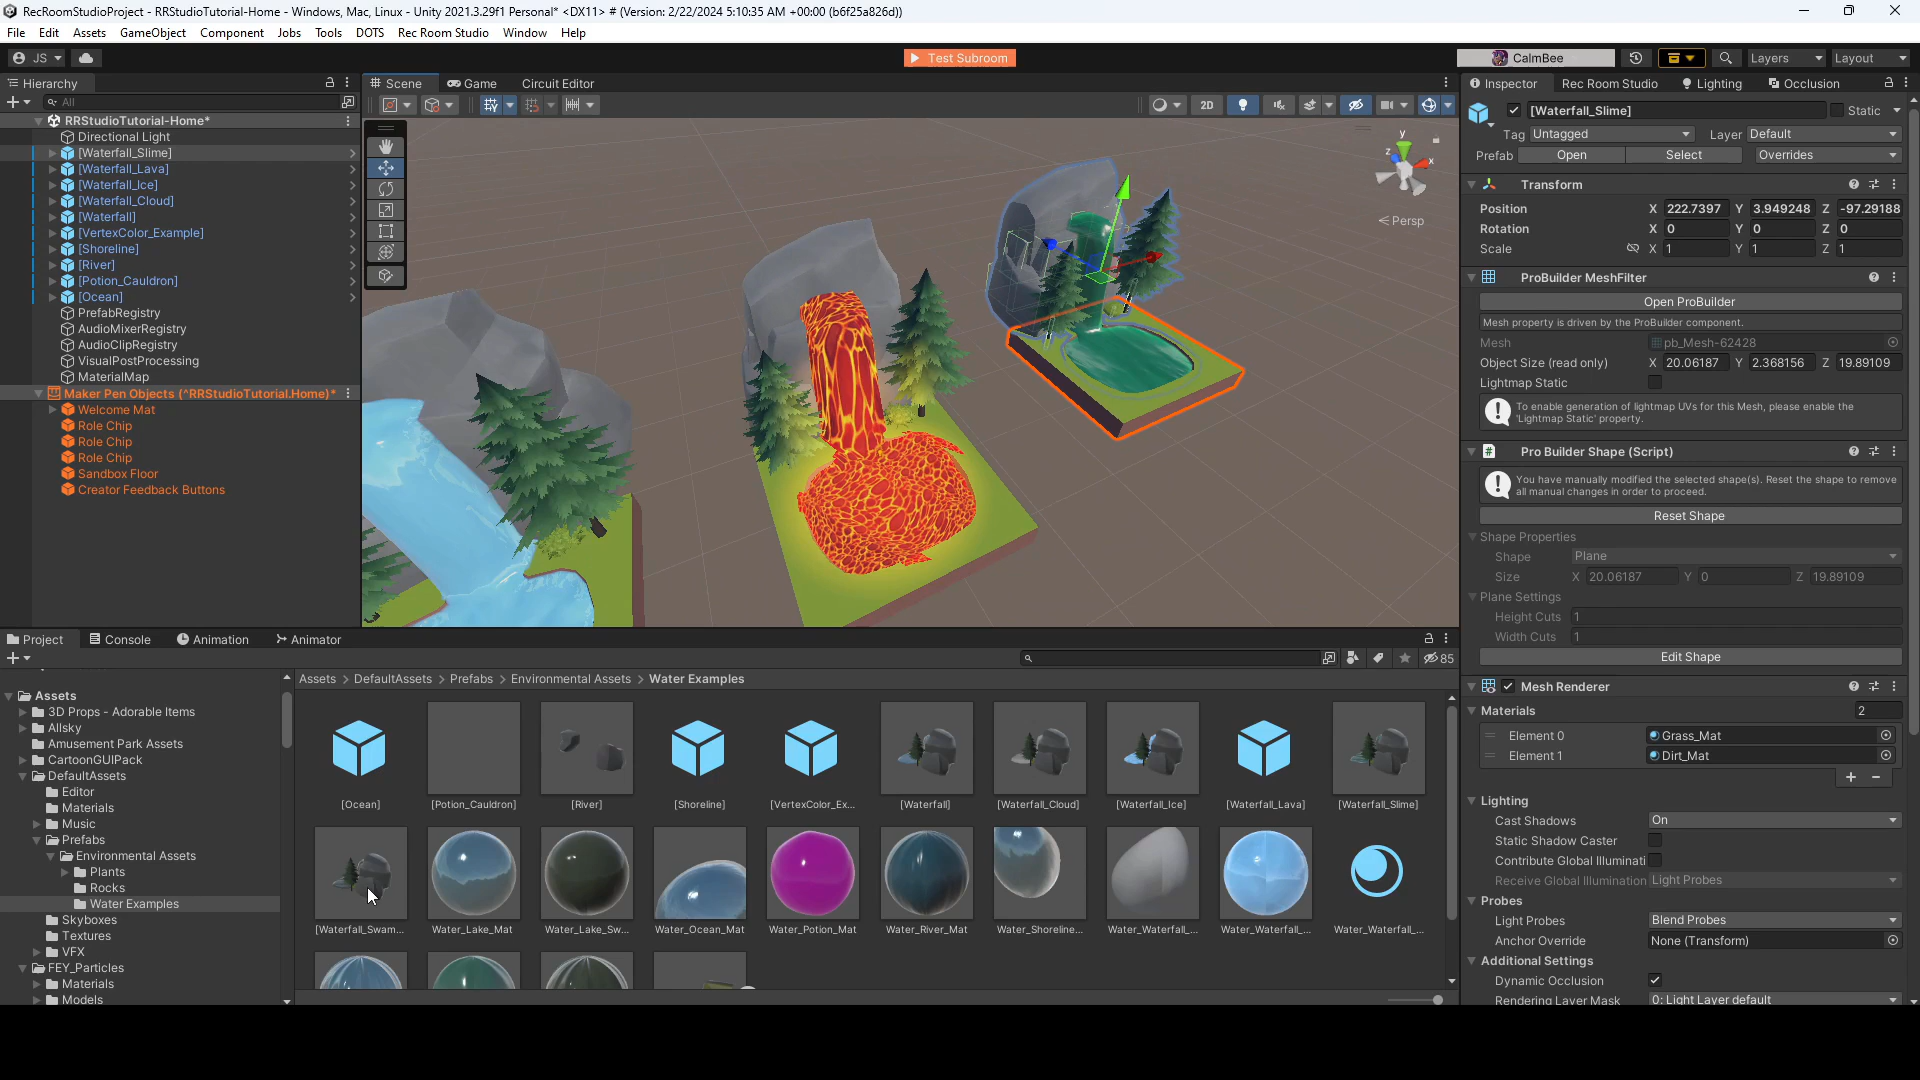 RecRoomStudioProject - RRStudioTutorial-Home - Windows, Mac, Linux - Unity 2021.3.29f1 Personal* <DX11> # (Version: 2/22/2024 5:10:35 AM +00:00 (b6f25a826d))
File Edit Assets GameObject Component Jobs Tools DOTS Rec Room Studio Window Help
JS Test Subroom CalmBee Layers Layout
Hierarchy
All
RRStudioTutorial-Home*
Directional Light
[Waterfall_Slime]
[Waterfall_Lava]
[Waterfall_Ice]
[Waterfall_Cloud]
[Waterfall]
[VertexColor_Example]
[Shoreline]
[River]
[Potion_Cauldron]
[Ocean]
PrefabRegistry
AudioMixerRegistry
AudioClipRegistry
VisualPostProcessing
MaterialMap
Maker Pen Objects (^RRStudioTutorial.Home)*
Welcome Mat
Role Chip
Role Chip
Role Chip
Sandbox Floor
Creator Feedback Buttons
Scene Game Circuit Editor
2D
y
z
x
< Persp
Inspector Rec Room Studio Lighting Occlusion
[Waterfall_Slime] Static
Tag Untagged Layer Default
Prefab Open Select Overrides
Transform
Position X 222.7397 Y 3.949248 Z -97.29188
Rotation X 0 Y 0 Z 0
Scale X 1 Y 1 Z 1
ProBuilder MeshFilter
Open ProBuilder
Mesh property is driven by the ProBuilder component.
Mesh pb_Mesh-62428
Object Size (read only) X 20.06187 Y 2.368156 Z 19.89109
Lightmap Static
To enable generation of lightmap UVs for this Mesh, please enable the
'Lightmap Static' property.
Pro Builder Shape (Script)
You have manually modified the selected shape(s). Reset the shape to remove
all manual changes in order to proceed.
Reset Shape
Shape Properties
Shape Plane
Size X 20.06187 Y 0 Z 19.89109
Plane Settings
Height Cuts 1
Width Cuts 1
Edit Shape
Mesh Renderer
Materials 2
Element 0 Grass_Mat
Element 1 Dirt_Mat
Lighting
Cast Shadows On
Static Shadow Caster
Contribute Global Illuminati
Receive Global Illumination Light Probes
Probes
Light Probes Blend Probes
Anchor Override None (Transform)
Additional Settings
Dynamic Occlusion
Rendering Layer Mask 0: Light Layer default
Project Console Animation Animator
85
Assets
3D Props - Adorable Items
Allsky
Amusement Park Assets
CartoonGUIPack
DefaultAssets
Editor
Materials
Music
Prefabs
Environmental Assets
Plants
Rocks
Water Examples
Skyboxes
Textures
VFX
FEY_Particles
Materials
Models
Assets > DefaultAssets > Prefabs > Environmental Assets > Water Examples
[Ocean] [Potion_Cauldron] [River] [Shoreline] [VertexColor_Ex... [Waterfall] [Waterfall_Cloud] [Waterfall_Ice] [Waterfall_Lava] [Waterfall_Slime]
[Waterfall_Swam... Water_Lake_Mat Water_Lake_Sw... Water_Ocean_Mat Water_Potion_Mat Water_River_Mat Water_Shoreline... Water_Waterfall_... Water_Waterfall_... Water_Waterfall_...